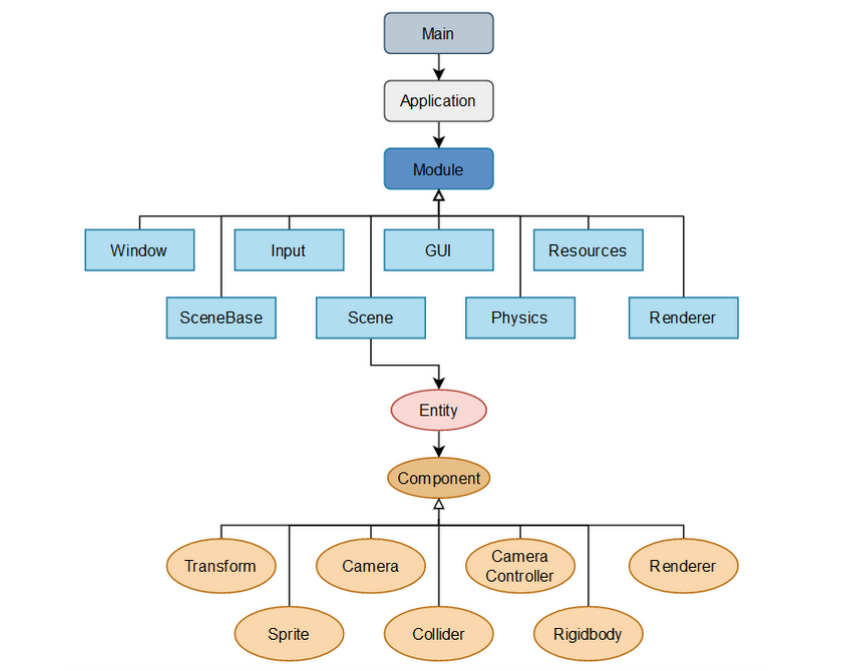 Main
Application
Module
Window
Input
GUI
Resources
SceneBase
Scene
Physics
Renderer
Entity
Component
Transform
Camera
Camera
Controller
Renderer
Sprite
Collider
Rigidbody